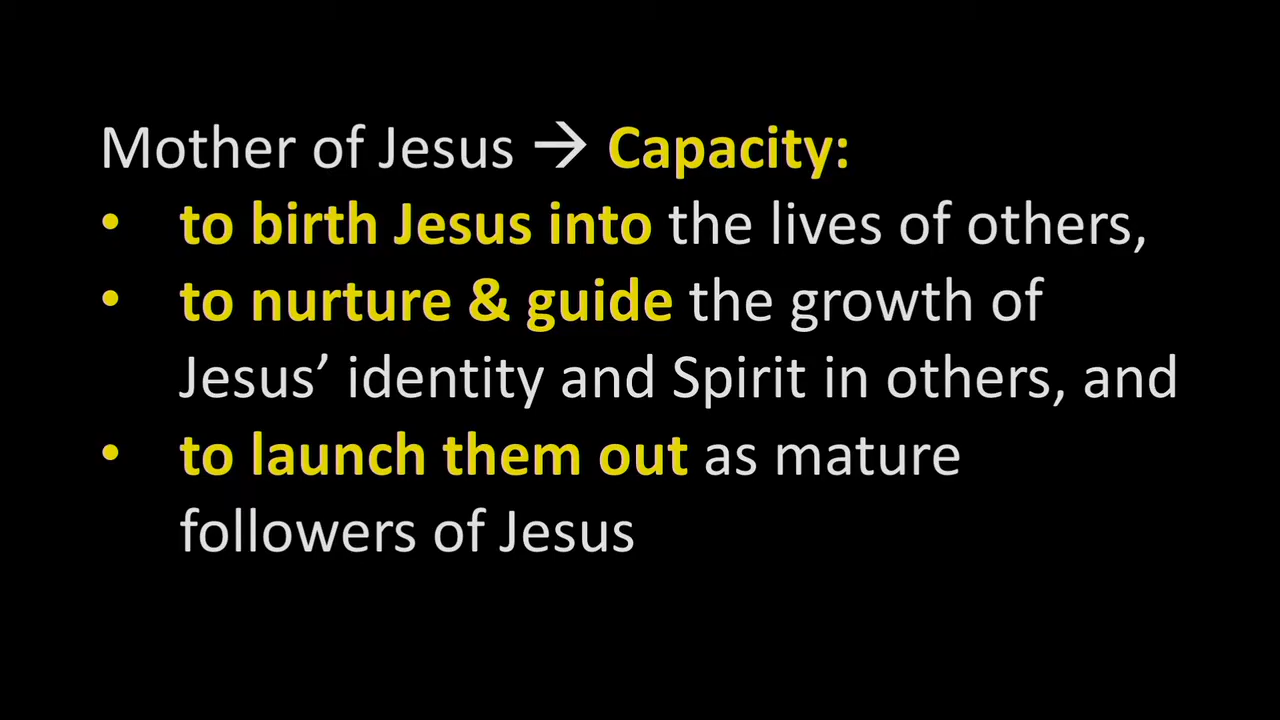 Mother of Jesus → Capacity:
• to birth Jesus into the lives of others,
• to nurture & guide the growth of
Jesus’ identity and Spirit in others, and
• to launch them out as mature
followers of Jesus